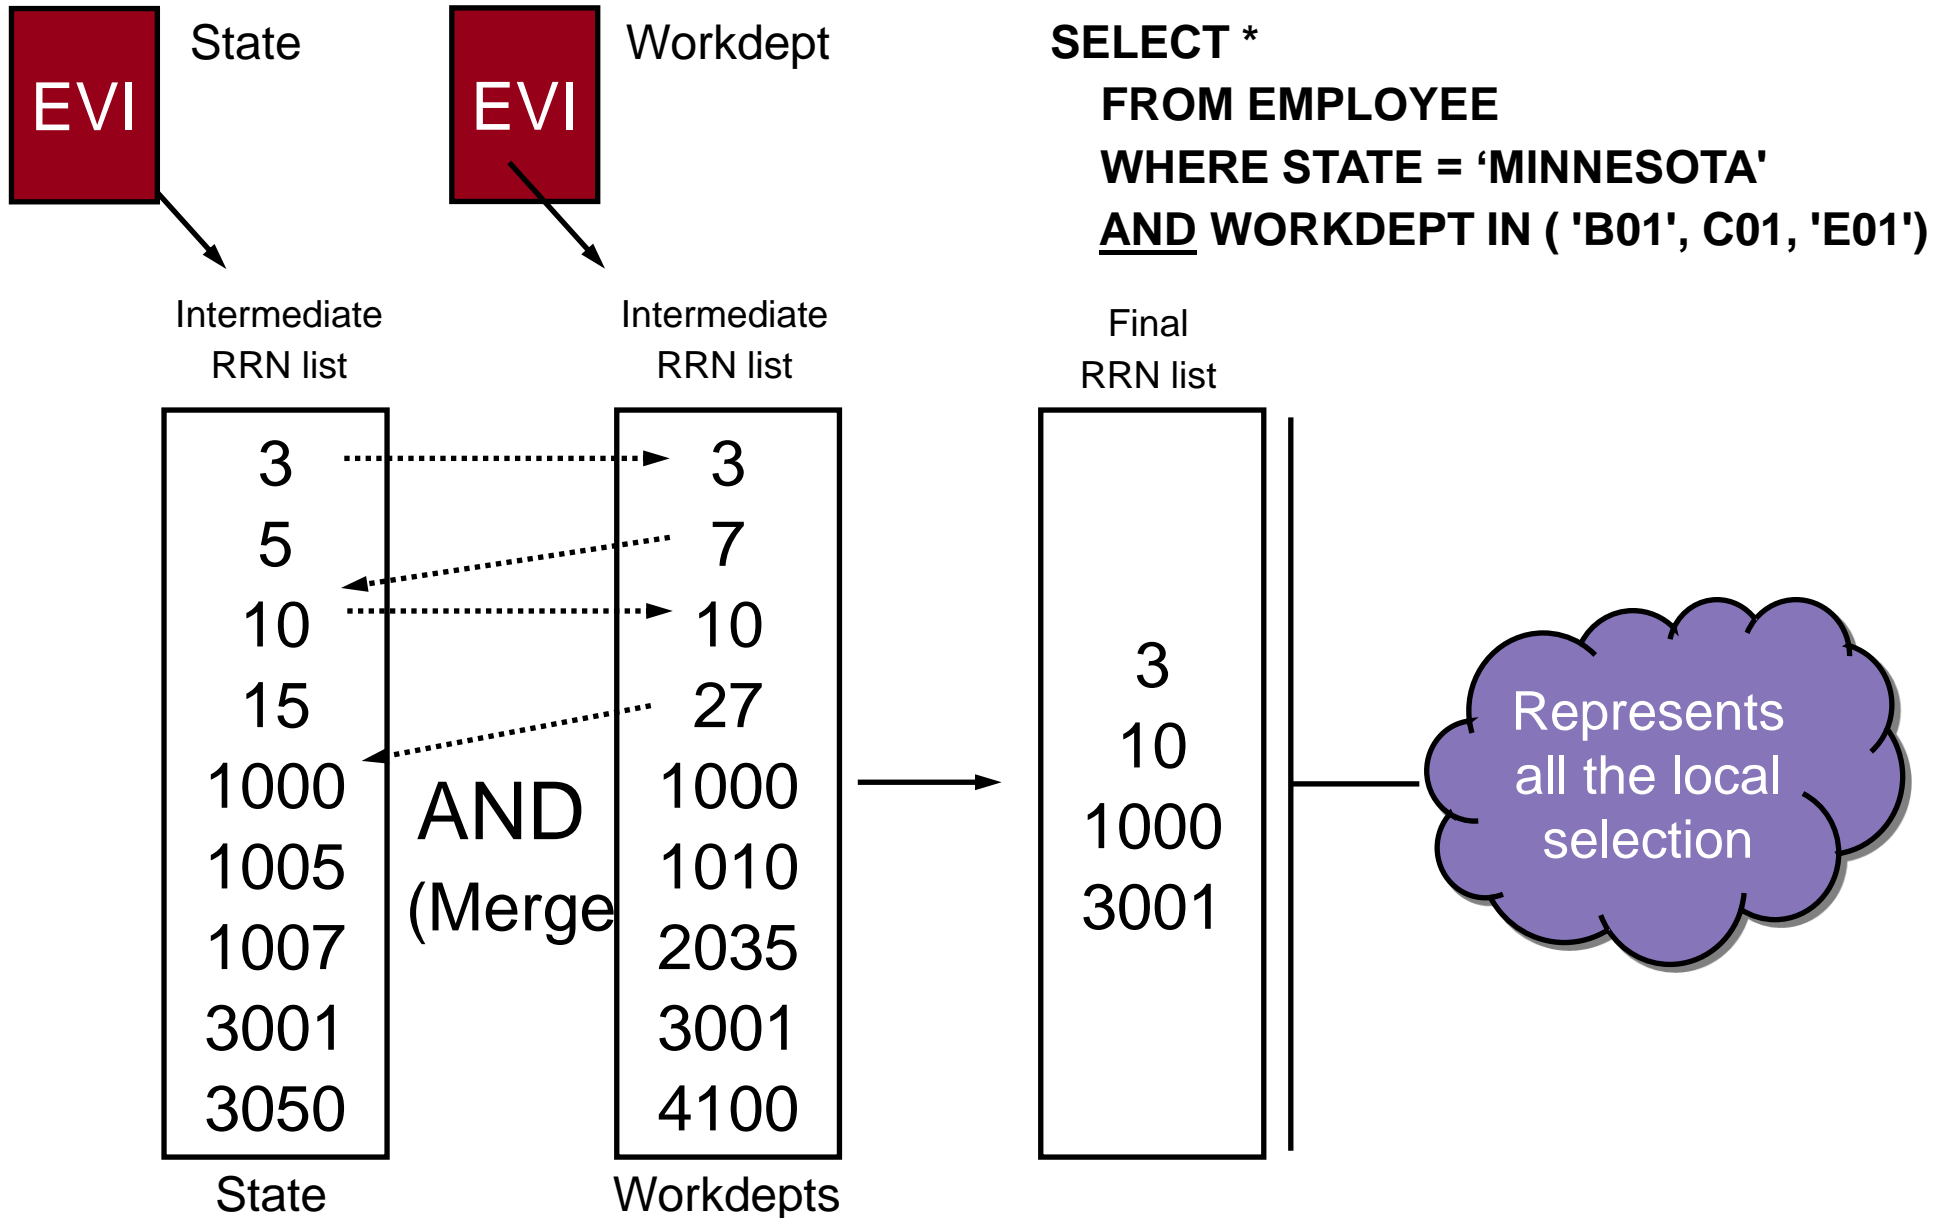 EVI
State
EVI
Workdept
SELECT *
FROM EMPLOYEE
WHERE STATE = ‘MINNESOTA'
AND WORKDEPT IN ( 'B01', C01, 'E01')
Intermediate
RRN list
Intermediate
RRN list
Final
RRN list
3
5
10
15
1000
1005
1007
3001
3050
State
AND
(Merge
3
7
10
27
1000
1010
2035
3001
4100
Workdepts
3
10
1000
3001
Represents
all the local
selection